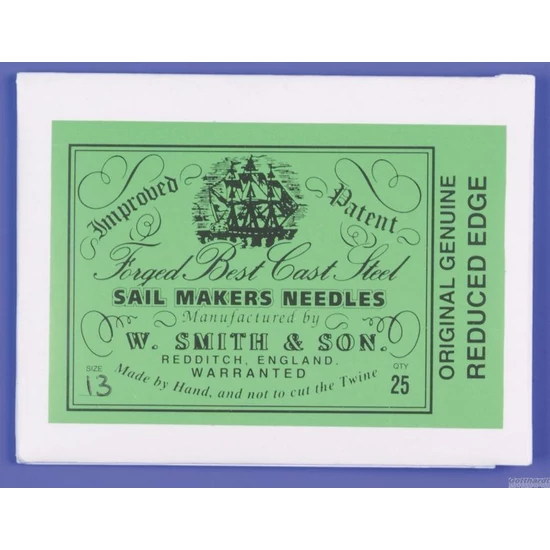 Improved Patent
Forged Best Cast Steel
SAIL MAKERS NEEDLES
Manufactured by
W. SMITH & SON.
REDDITCH, ENGLAND.
WARRANTED
Made by Hand, and not to cut the Twine
SIZE
13
QTY
25
ORIGINAL GENUINE
REDUCED EDGE